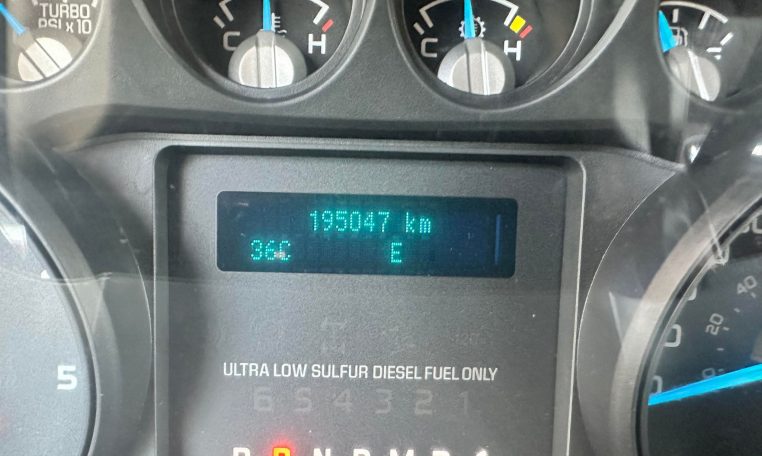 TURBO
PSI x 10
C H
C H
195047 km
36C E
ULTRA LOW SULFUR DIESEL FUEL ONLY
6 5 4 3 2 1
5
20
40